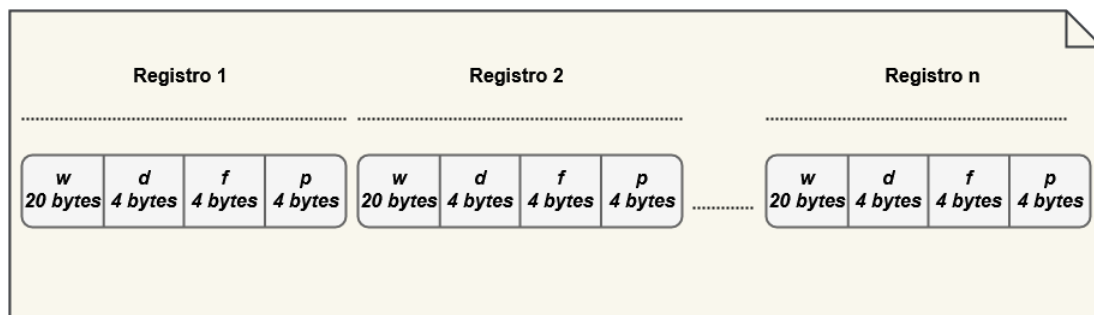 Registro 1
Registro 2
Registro n
w
20 bytes
d
4 bytes
f
4 bytes
p
4 bytes
w
20 bytes
d
4 bytes
f
4 bytes
p
4 bytes
w
20 bytes
d
4 bytes
f
4 bytes
p
4 bytes